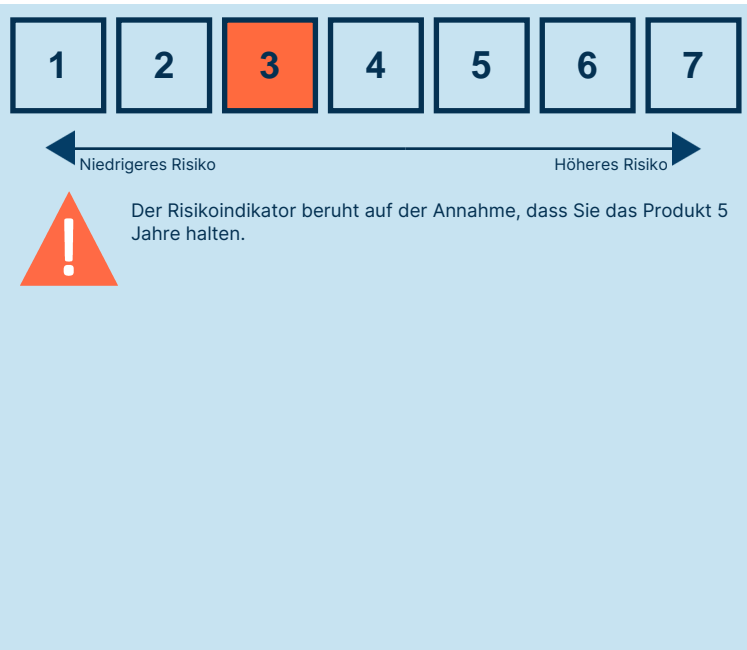 1 2 3 4 5 6 7
Niedrigeres Risiko Höheres Risiko
!
Der Risikoindikator beruht auf der Annahme, dass Sie das Produkt 5
Jahre halten.